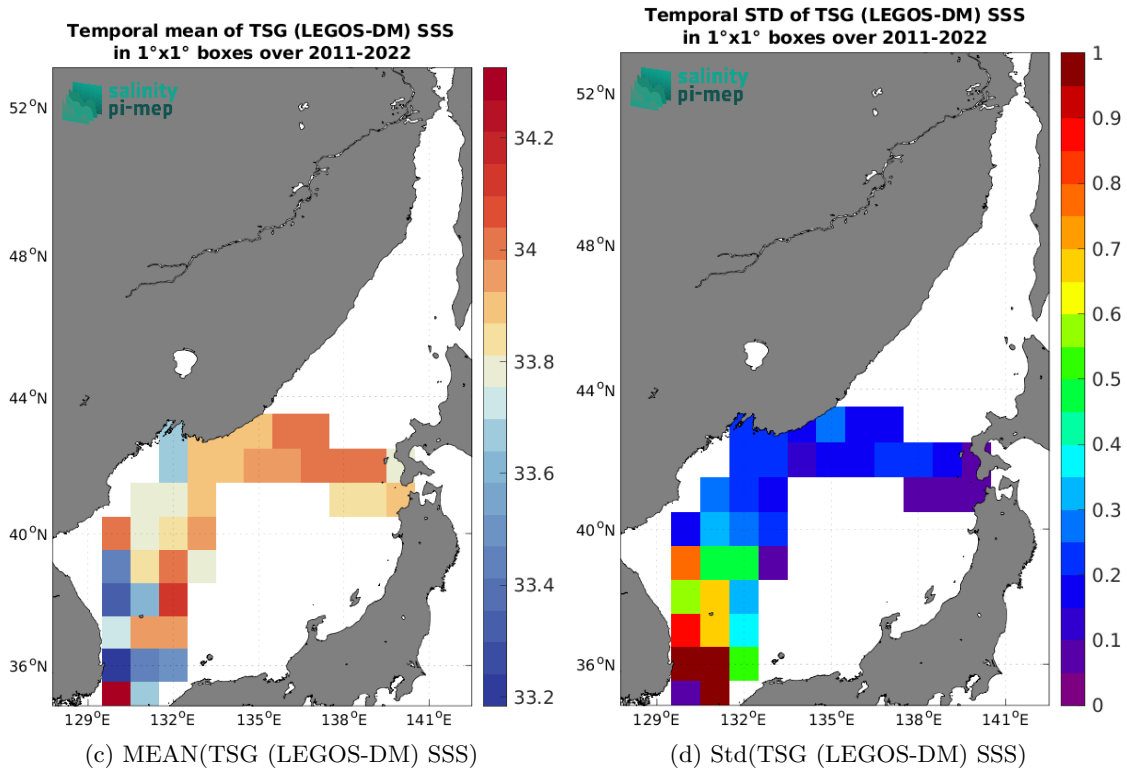 Temporal mean of TSG (LEGOS-DM) SSS
in 1°x1° boxes over 2011-2022
salinity
pi-mep
52°N
48°N
44°N
40°N
36°N
129°E 132°E 135°E 138°E 141°E
34.2
34
33.8
33.6
33.4
33.2
(c) MEAN(TSG (LEGOS-DM) SSS)
Temporal STD of TSG (LEGOS-DM) SSS
in 1°x1° boxes over 2011-2022
salinity
pi-mep
52°N
48°N
44°N
40°N
36°N
129°E 132°E 135°E 138°E 141°E
1
0.9
0.8
0.7
0.6
0.5
0.4
0.3
0.2
0.1
0
(d) Std(TSG (LEGOS-DM) SSS)